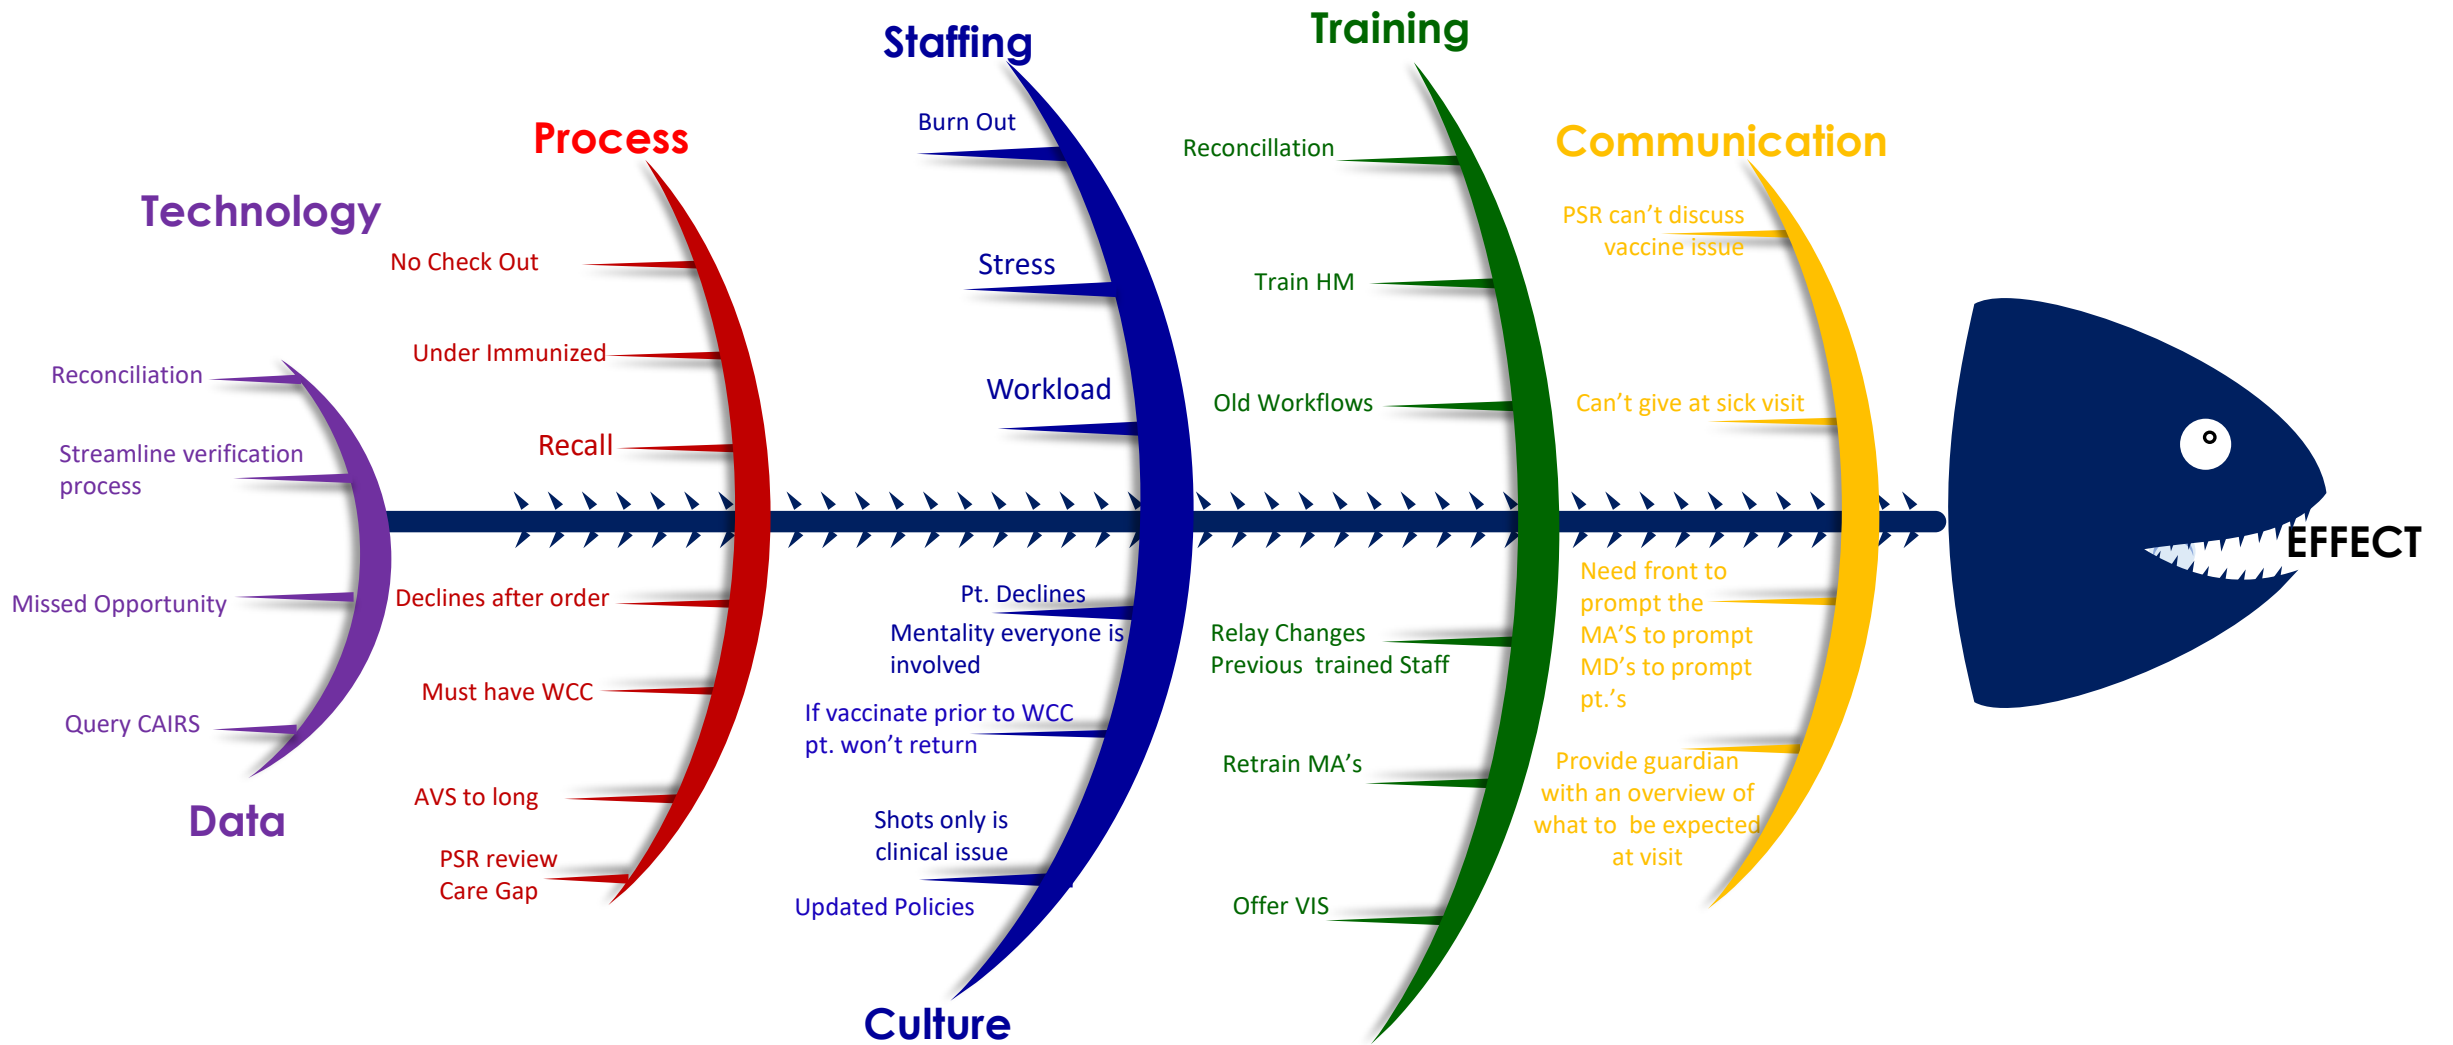 Technology
Reconciliation
Streamline verification
process
Missed Opportunity
Query CAIRS
Data
Process
No Check Out
Under Immunized
Recall
Declines after order
Must have WCC
AVS to long
PSR review
Care Gap
Staffing
Burn Out
Stress
Workload
Pt. Declines
Mentality everyone is
involved
If vaccinate prior to WCC
pt. won't return
Shots only is
clinical issue
Updated Policies
Culture
Training
Reconcillation
Train HM
Old Workflows
Relay Changes
Previous  trained Staff
Retrain MA's
Offer VIS
Communication
PSR can't discuss
vaccine issue
Can't give at sick visit
Need front to
prompt the
MA'S to prompt
MD's to prompt
pt.'s
Provide guardian
with an overview of
what to  be expected
at visit
EFFECT